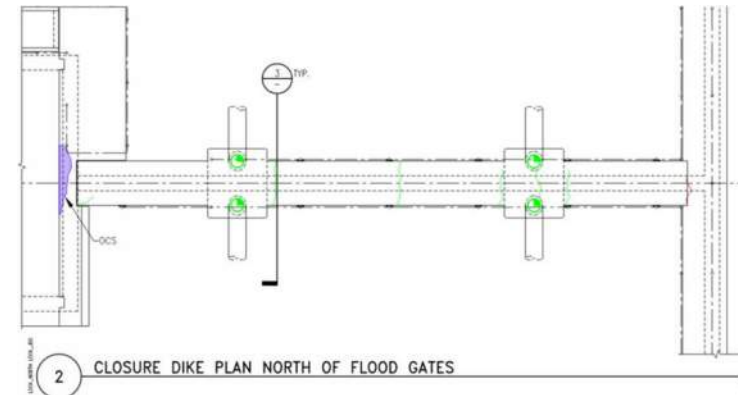 3
TYP.
-
OCS
2
CLOSURE DIKE PLAN NORTH OF FLOOD GATES